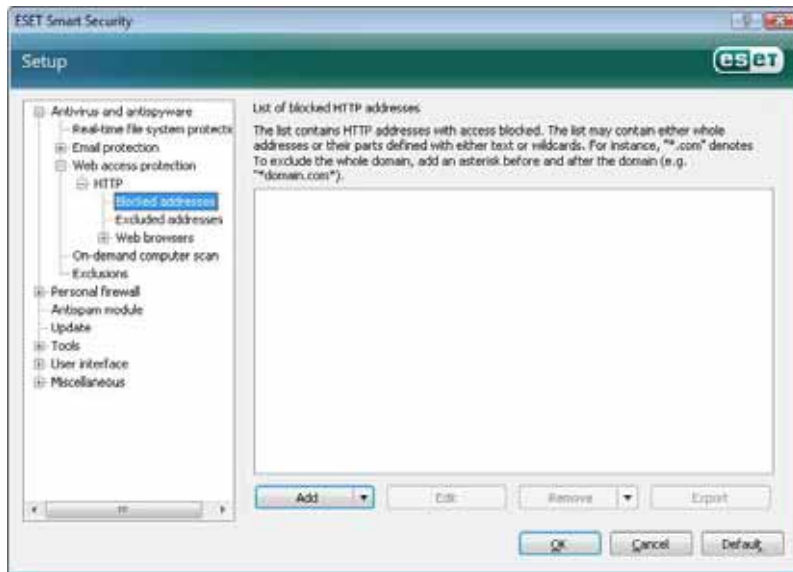 ESET Smart Security
Setup
eset
Antivirus and antispyware
Real-time file system protecti
Email protection
Web access protection
HTTP
Blocked addresses
Excluded addresses
Web browsers
On-demand computer scan
Exclusions
Personal firewall
Antispam module
Update
Tools
User interface
Miscellaneous
List of blocked HTTP addresses
The list contains HTTP addresses with access blocked. The list may contain either whole
addresses or their parts defined with either text or wildcards. For instance, "*.com" denotes
To exclude the whole domain, add an asterisk before and after the domain (e.g.
"*domain.com*").
Add
Edit
Remove
Export
OK
Cancel
Default